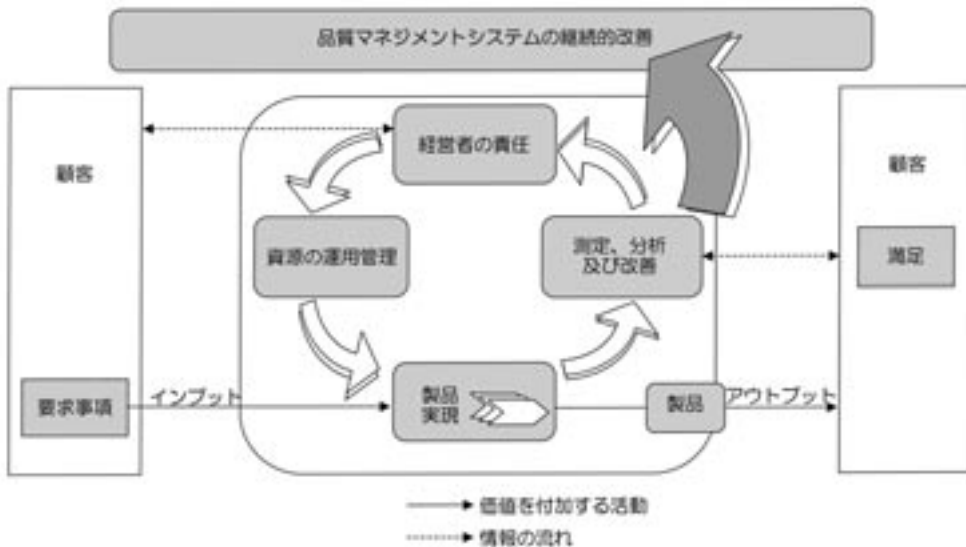 品質マネジメントシステムの継続的改善
顧客
経営者の責任
顧客
資源の運用管理
測定、分析
及び改善
満足
要求事項
インプット
製品
実現
製品
アウトプット
価値を付加する活動
情報の流れ